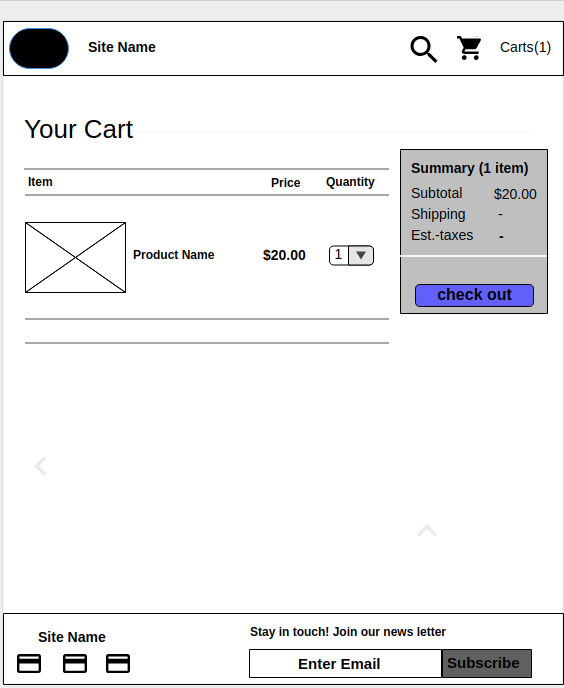 Site Name
Carts(1)
Your Cart
Item Price Quantity
Product Name $20.00 1
Summary (1 item)
Subtotal $20.00
Shipping -
Est.-taxes -
check out
Site Name
Stay in touch! Join our news letter
Enter Email Subscribe